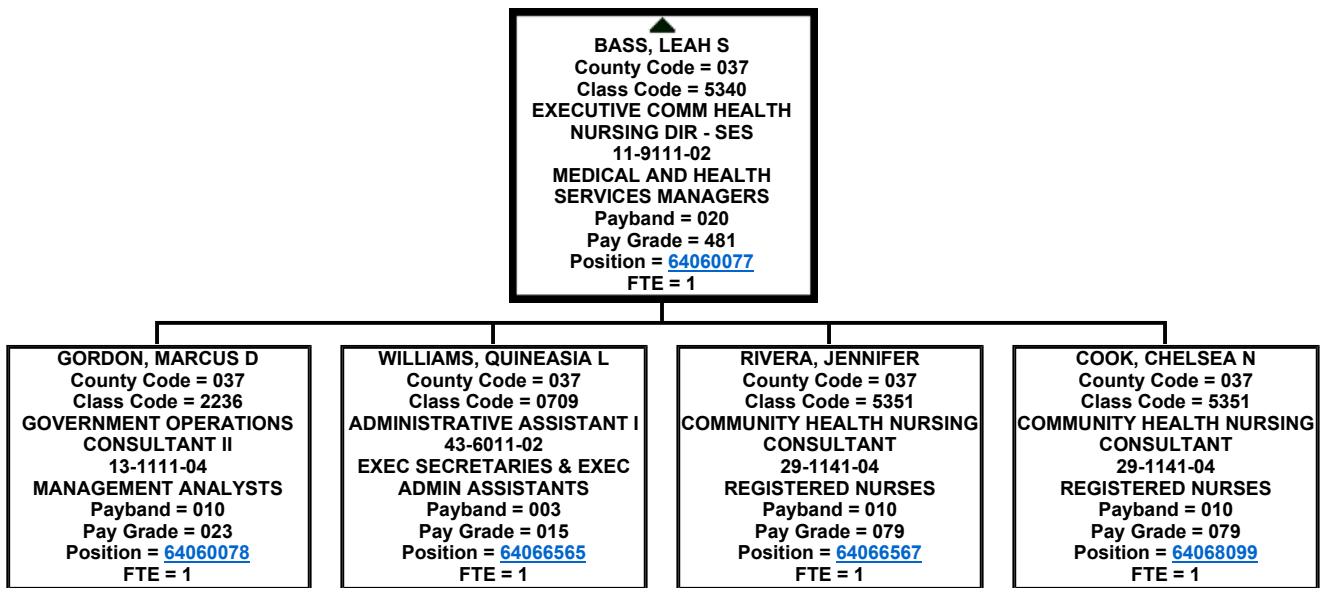 BASS, LEAH S
County Code = 037
Class Code = 5340
EXECUTIVE COMM HEALTH
NURSING DIR - SES
11-9111-02
MEDICAL AND HEALTH
SERVICES MANAGERS
Payband = 020
Pay Grade = 481
Position = 64060077
FTE = 1
GORDON, MARCUS D
County Code = 037
Class Code = 2236
GOVERNMENT OPERATIONS
CONSULTANT II
13-1111-04
MANAGEMENT ANALYSTS
Payband = 010
Pay Grade = 023
Position = 64060078
FTE = 1
WILLIAMS, QUINEASIA L
County Code = 037
Class Code = 0709
ADMINISTRATIVE ASSISTANT I
43-6011-02
EXEC SECRETARIES & EXEC
ADMIN ASSISTANTS
Payband = 003
Pay Grade = 015
Position = 64066565
FTE = 1
RIVERA, JENNIFER
County Code = 037
Class Code = 5351
COMMUNITY HEALTH NURSING
CONSULTANT
29-1141-04
REGISTERED NURSES
Payband = 010
Pay Grade = 079
Position = 64066567
FTE = 1
COOK, CHELSEA N
County Code = 037
Class Code = 5351
COMMUNITY HEALTH NURSING
CONSULTANT
29-1141-04
REGISTERED NURSES
Payband = 010
Pay Grade = 079
Position = 64068099
FTE = 1